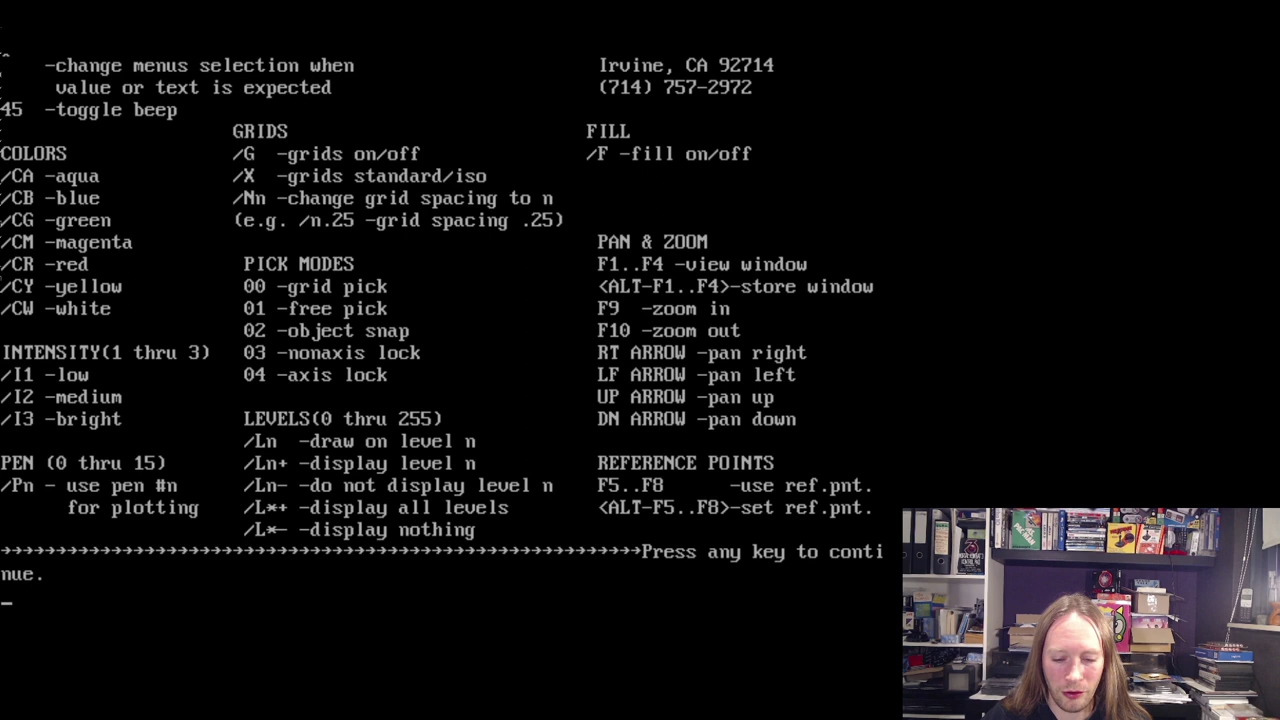 ^    -change menus selection when                      Irvine, CA 92714
      value or text is expected                        (714) 757-2972
45  -toggle beep
                     GRIDS                           FILL
COLORS               /G  -grids on/off               /F -fill on/off
/CA -aqua            /X  -grids standard/iso
/CB -blue            /Nn -change grid spacing to n
/CG -green           (e.g. /n.25 -grid spacing .25)
/CM -magenta                                          PAN & ZOOM
/CR -red              PICK MODES                      F1..F4 -view window
/CY -yellow           00 -grid pick                   <ALT-F1..F4>-store window
/CW -white            01 -free pick                   F9  -zoom in
                      02 -object snap                 F10 -zoom out
INTENSITY(1 thru 3)   03 -nonaxis lock                RT ARROW -pan right
/I1 -low              04 -axis lock                   LF ARROW -pan left
/I2 -medium                                           UP ARROW -pan up
/I3 -bright           LEVELS(0 thru 255)              DN ARROW -pan down
                      /Ln  -draw on level n
PEN (0 thru 15)       /Ln+ -display level n           REFERENCE POINTS
/Pn - use pen #n      /Ln- -do not display level n    F5..F8      -use ref.pnt.
      for plotting    /L*+ -display all levels        <ALT-F5..F8>-set ref.pnt.
                      /L*- -display nothing
→→→→→→→→→→→→→→→→→→→→→→→→→→→→→→→→→→→→→→→→→→→→→→→→→→→→→→→→→→Press any key to conti
nue.